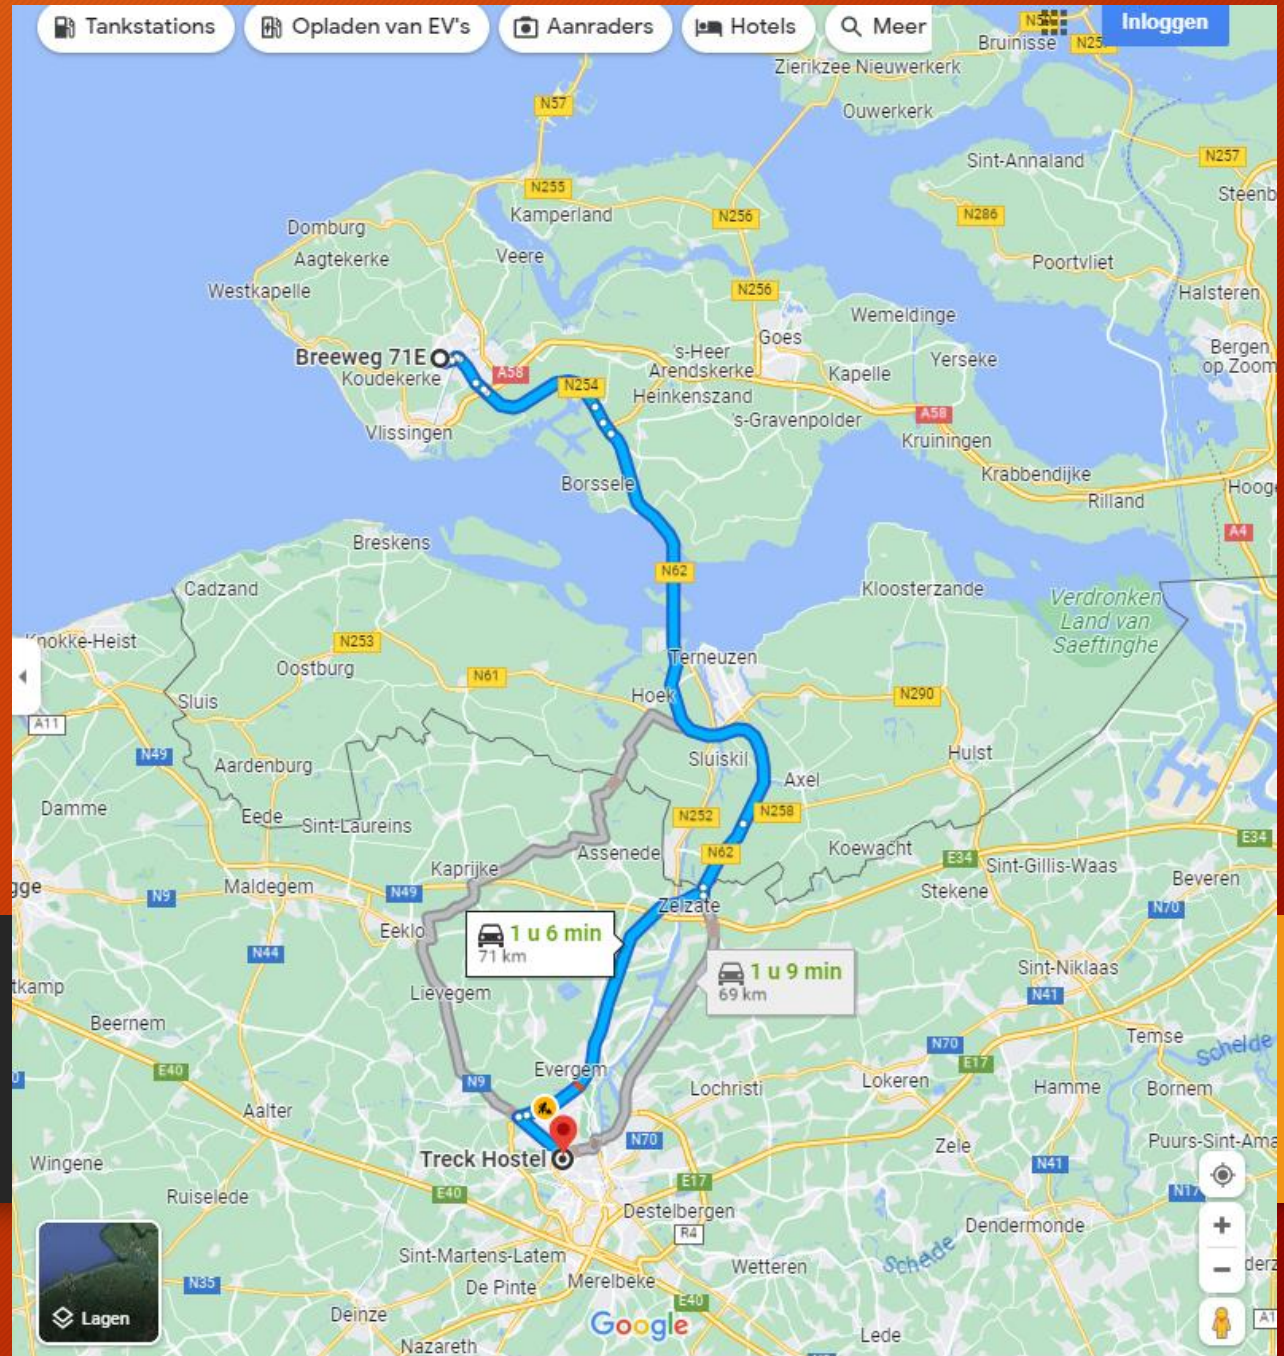 Tankstations
Opladen van EV's
Aanraders
Hotels
Meer
Inloggen
Bruinisse
Zierikzee Nieuwerkerk
N57
Ouwerkerk
Sint-Annaland
N257
N255
N286
Kamperland
N256
Domburg
Aagtekerke
Veere
Poortvliet
Westkapelle
N256
Halsteren
Wemeldinge
Goes
Bergen
op Zoom
Breeweg 71E
's-Heer
Arendskerke
Yerseke
Koudekerke
A58
N254
Kapelle
Heinkenszand
's-Gravenpolder
A58
Vlissingen
Kruiningen
Krabbendijke
Borssele
Rilland
A4
Breskens
N62
Cadzand
Kloosterzande
Verdronken
Land van
Saeftinghe
Knokke-Heist
N253
Terneuzen
Oostburg
N61
Hoek
N290
Sluis
A11
N49
Sluiskil
Hulst
Aardenburg
Axel
Damme
Eede
Sint-Laureins
N252
N258
E34
Assenede
N62
Koewacht
E34
Kaprijke
Sint-Gillis-Waas
Maldegem
N49
N9
Stekene
Beveren
Zelzate
N70
Eeklo
1 u 6 min
71 km
N44
1 u 9 min
69 km
Sint-Niklaas
Lievegem
N41
Beernem
Temse
Schelde
N70
E17
E40
Evergem
N9
Lochristi
Lokeren
Hamme
Bornem
Aalter
N70
Zele
Wingene
Treck Hostel
N41
Ruiselede
E40
E17
N17
Destelbergen
R4
Dendermonde
Sint-Martens-Latem
Wetteren
Schelde
N35
De Pinte
Merelbeke
E40
Lagen
Deinze
Google
Lede
Nazareth